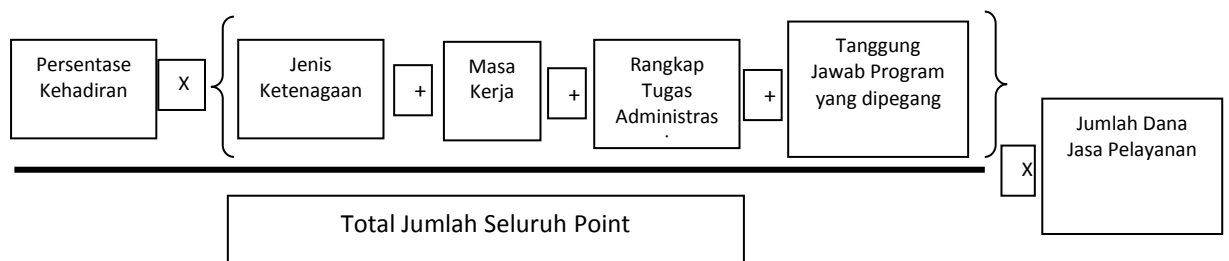 Persentase
Kehadiran
X
Jenis
Ketenagaan
+
Masa
Kerja
+
Rangkap
Tugas
Administras
+
Tanggung
Jawab Program
yang dipegang
X
Jumlah Dana
Jasa Pelayanan
Total Jumlah Seluruh Point